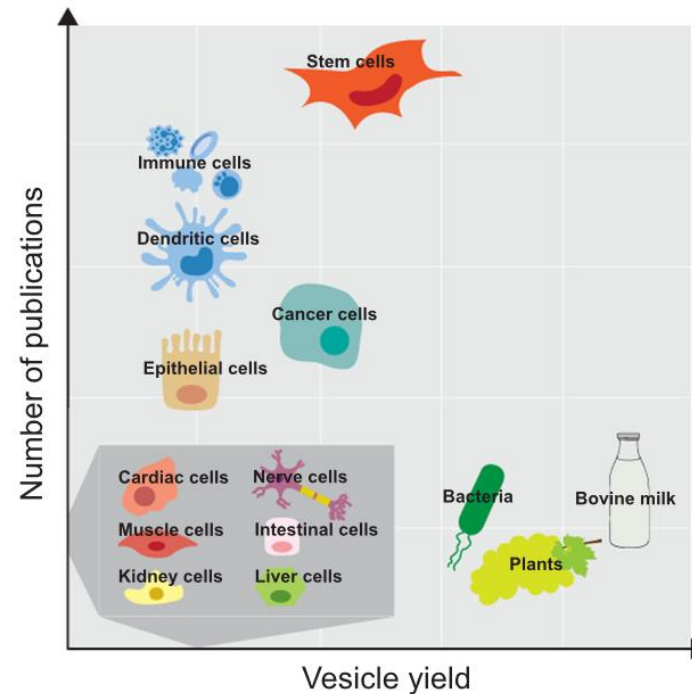 Stem cells
Immune cells
Dendritic cells
Cancer cells
Epithelial cells
Cardiac cells
Nerve cells
Bacteria
Bovine milk
Muscle cells
Intestinal cells
Plants
Kidney cells
Liver cells
Number of publications
Vesicle yield